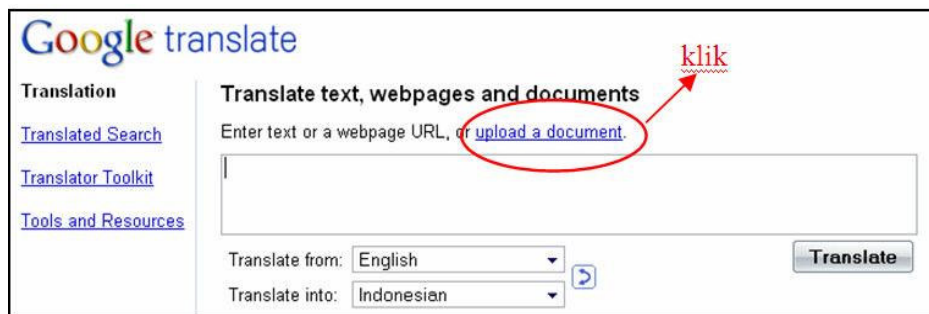 Google translate
klik
Translation
Translated Search
Translator Toolkit
Tools and Resources
Translate text, webpages and documents
Enter text or a webpage URL, or upload a document.
Translate from: English
Translate into: Indonesian
Translate